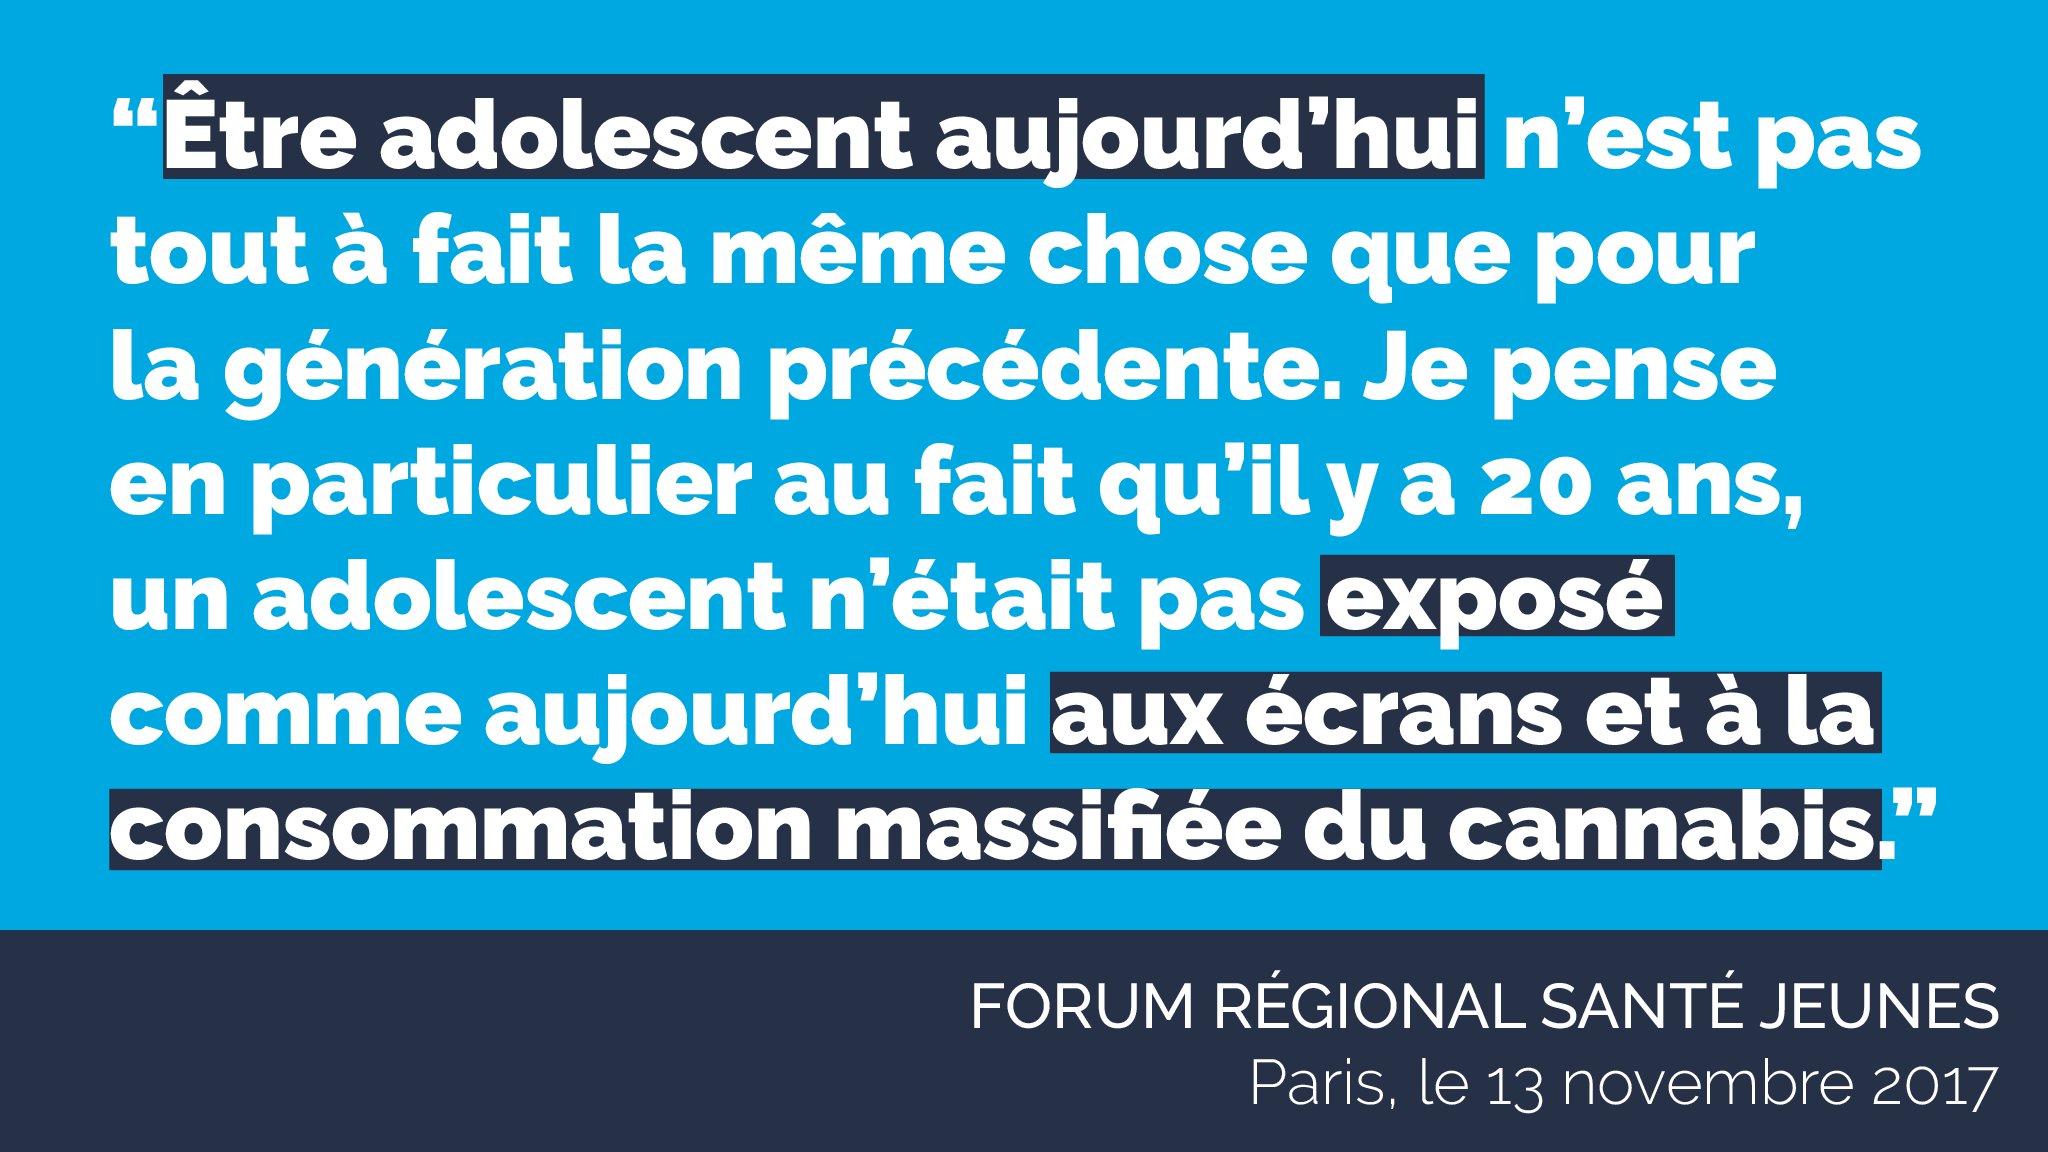 “Être adolescent aujourd’hui n’est pas
tout à fait la même chose que pour
la génération précédente. Je pense
en particulier au fait qu’il y a 20 ans,
un adolescent n’était pas exposé
comme aujourd’hui aux écrans et à la
consommation massifiée du cannabis.”
FORUM RÉGIONAL SANTÉ JEUNES
Paris, le 13 novembre 2017